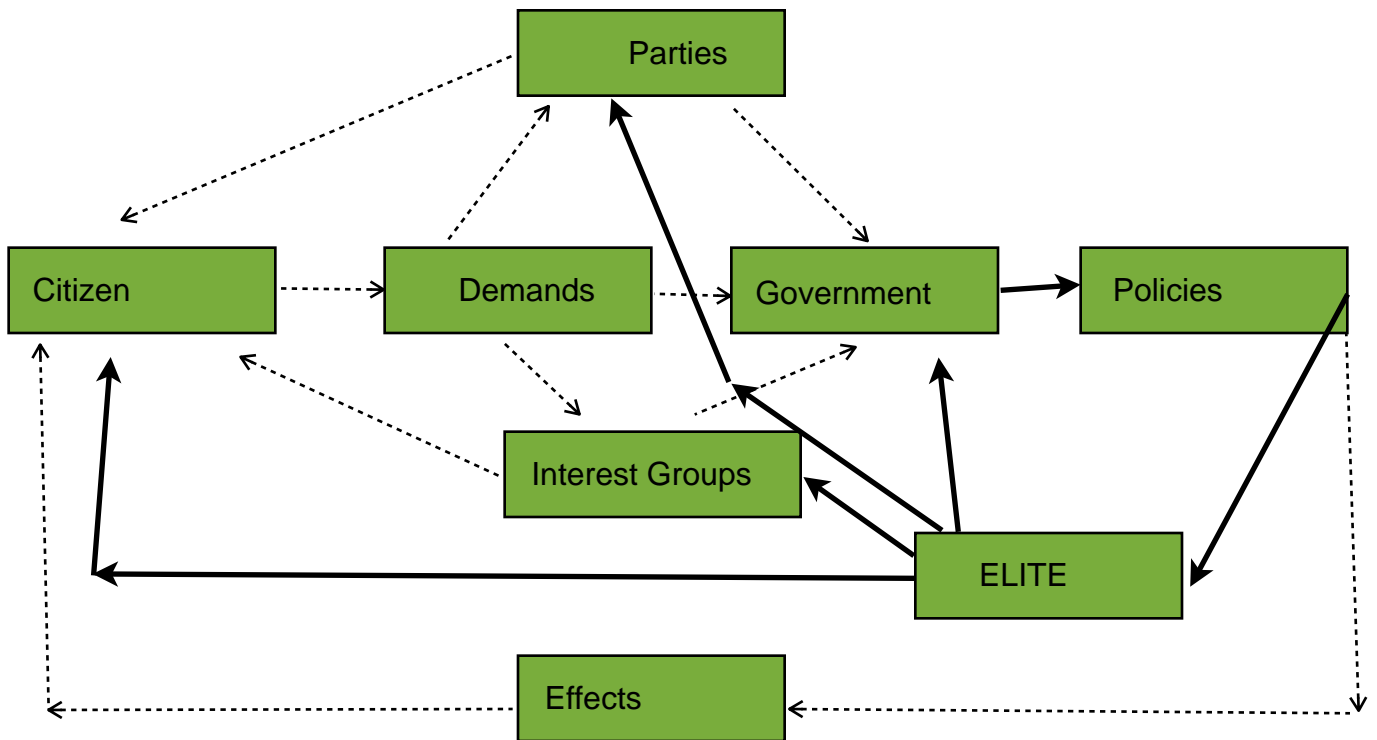 Parties
Citizen
Demands
Government
Policies
Interest Groups
ELITE
Effects